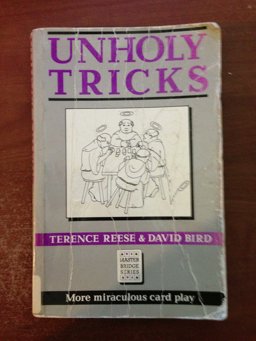 UNHOLY
TRICKS
TERENCE REESE & DAVID BIRD
MASTER
BRIDGE
SERIES
More miraculous card play